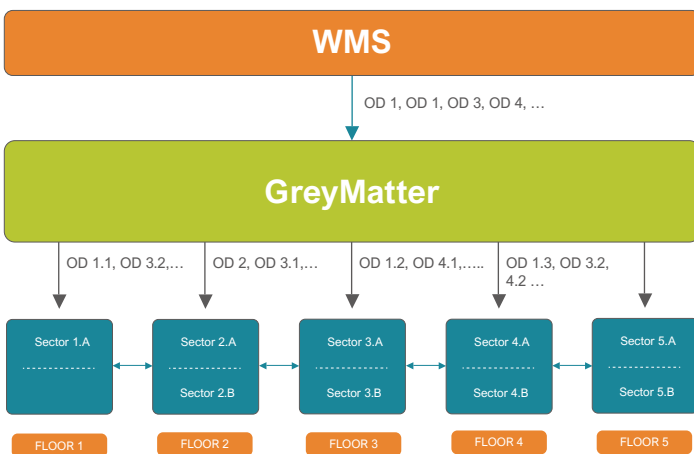 WMS
OD 1, OD 1, OD 3, OD 4, …
GreyMatter
OD 1.1, OD 3.2,…
OD 2, OD 3.1,…
OD 1.2, OD 4.1,…..
OD 1.3, OD 3.2,
4.2 …
Sector 1.A
Sector 2.A
Sector 3.A
Sector 4.A
Sector 5.A
Sector 2.B
Sector 3.B
Sector 4.B
Sector 5.B
FLOOR 1
FLOOR 2
FLOOR 3
FLOOR 4
FLOOR 5